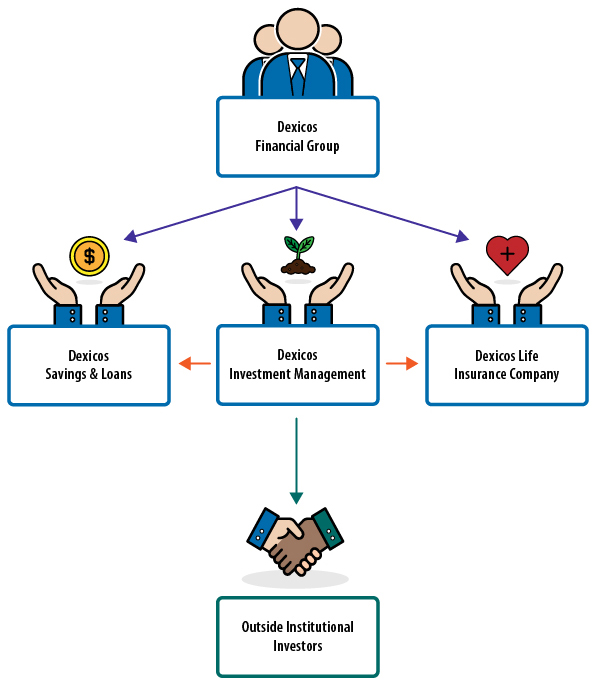 Dexicos
Financial Group
$
Dexicos
Savings & Loans
Dexicos
Investment Management
Dexicos Life
Insurance Company
Outside Institutional
Investors